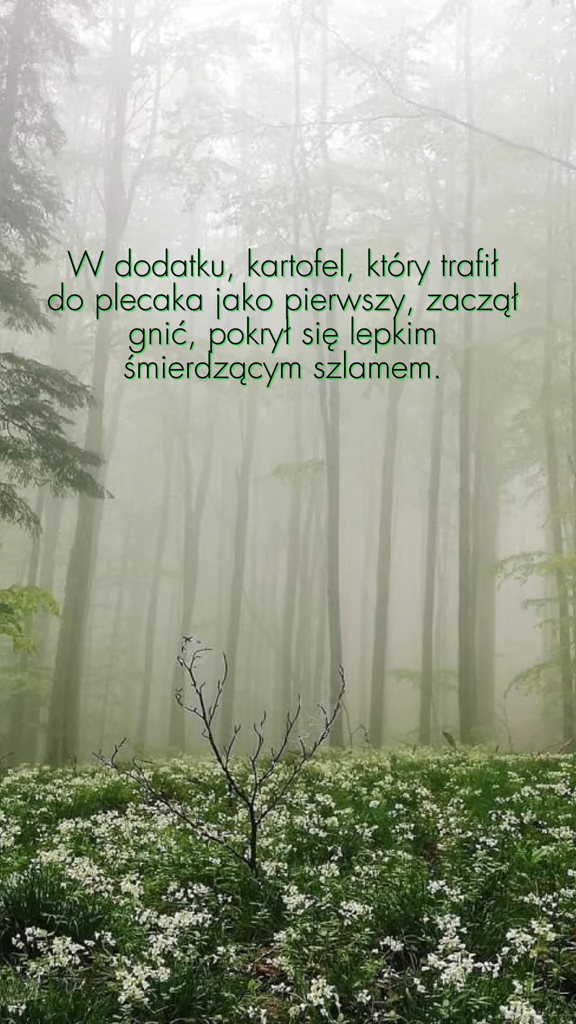 W dodatku, kartofel, który trafił
do plecaka jako pierwszy, zaczął
gnić, pokrył się lepkim
śmierdzącym szlamem.